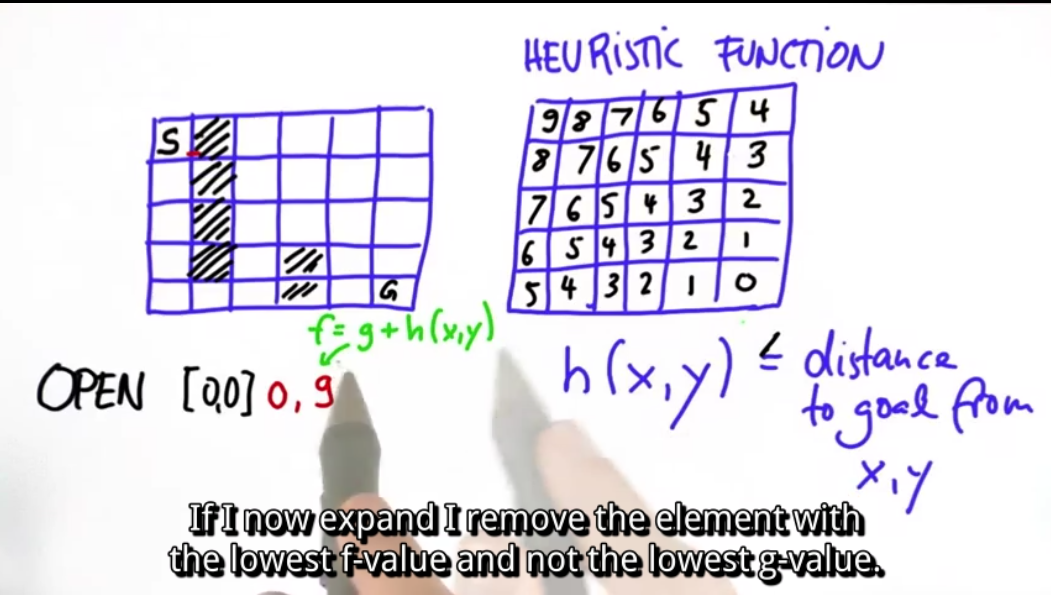 HEURISTIC FUNCTION
S
G
9 8 7 6 5 4
8 7 6 5 4 3
7 6 5 4 3 2
6 5 4 3 2 1
5 4 3 2 1 0
f = g + h(x,y)
OPEN [0,0] 0, 9
h(x,y) ≤ distance
to goal from
x,y
If I now expand I remove the element with
the lowest f-value and not the lowest g-value.